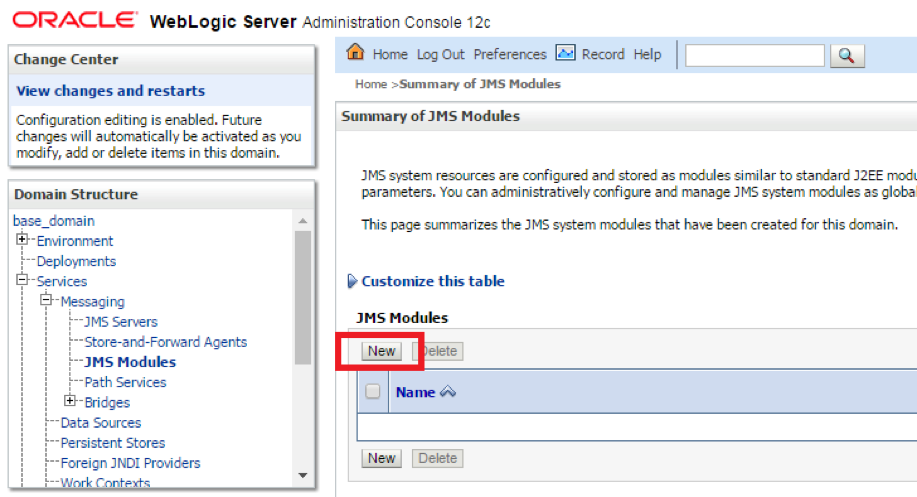 ORACLE WebLogic Server Administration Console 12c
Change Center
View changes and restarts
Configuration editing is enabled. Future
changes will automatically be activated as you
modify, add or delete items in this domain.
Domain Structure
base_domain
Environment
Deployments
Services
Messaging
JMS Servers
Store-and-Forward Agents
JMS Modules
Path Services
Bridges
Data Sources
Persistent Stores
Foreign JNDI Providers
Work Contexts
Home Log Out Preferences Record Help
Home >Summary of JMS Modules
Summary of JMS Modules
JMS system resources are configured and stored as modules similar to standard J2EE modu
parameters. You can administratively configure and manage JMS system modules as global
This page summarizes the JMS system modules that have been created for this domain.
Customize this table
JMS Modules
New Delete
Name
New Delete